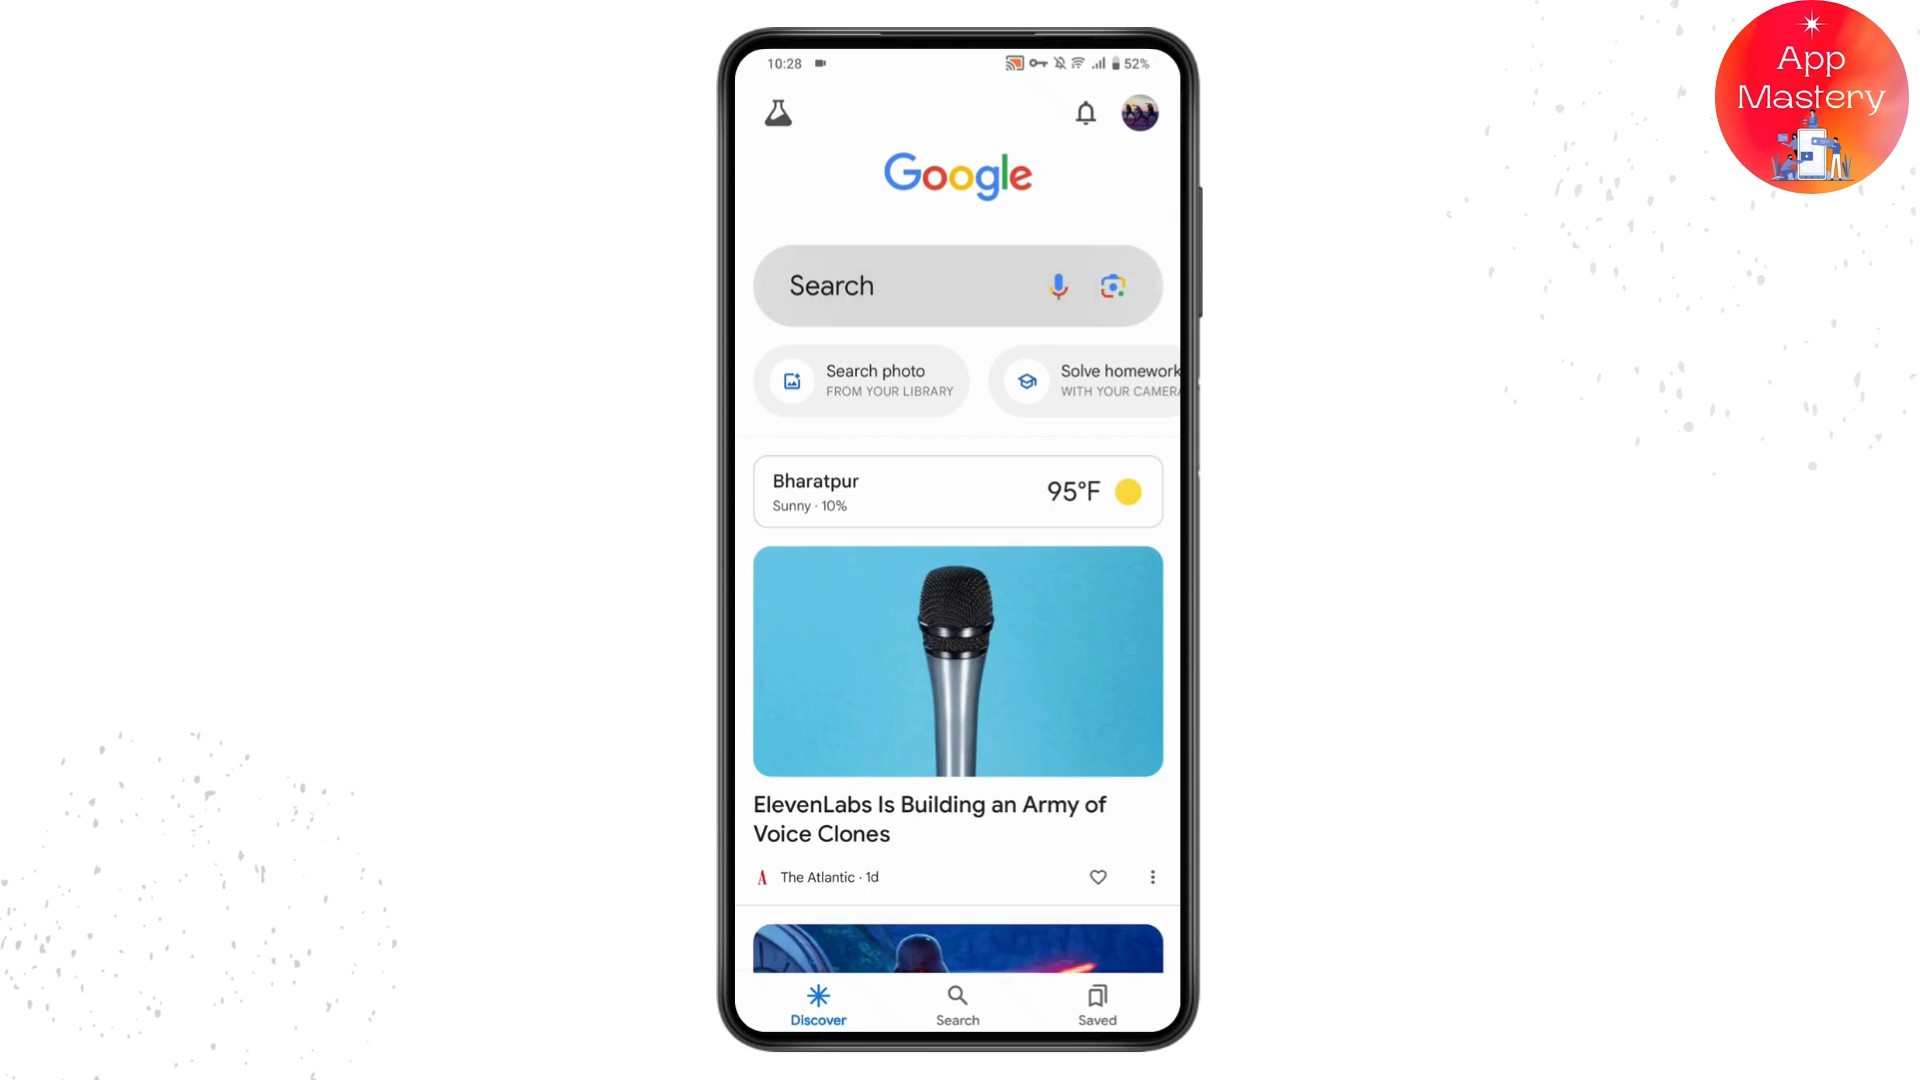 App
Mastery
10:28
52%
Google
Search
Search photo
FROM YOUR LIBRARY
Solve homework
WITH YOUR CAMERA
Bharatpur
Sunny · 10%
95°F
ElevenLabs Is Building an Army of
Voice Clones
A The Atlantic · 1d
Discover
Search
Saved